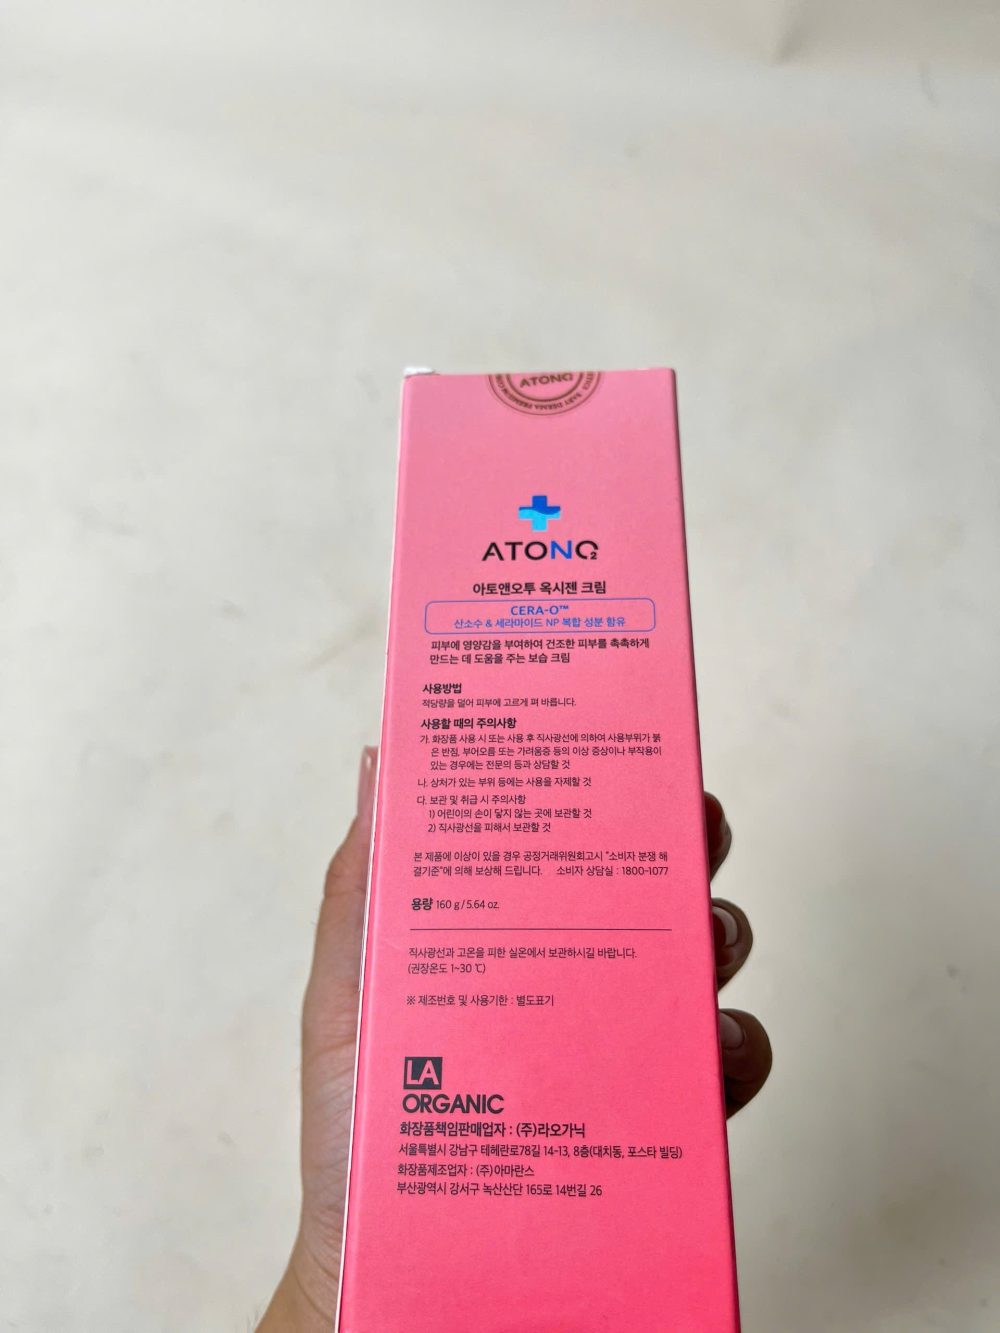 ATONO
BABY DERMA PREMIUM
ATONO2
아토앤오투 옥시젠 크림
CERA-O™
산소수 & 세라마이드 NP 복합 성분 함유
피부에 영양감을 부여하여 건조한 피부를 촉촉하게
만드는 데 도움을 주는 보습 크림
사용방법
적당량을 덜어 피부에 고르게 펴 바릅니다.
사용할 때의 주의사항
가. 화장품 사용 시 또는 사용 후 직사광선에 의하여 사용부위가 붉
은 반점, 부어오름 또는 가려움증 등의 이상 증상이나 부작용이
있는 경우에는 전문의 등과 상담할 것
나. 상처가 있는 부위 등에는 사용을 자제할 것
다. 보관 및 취급 시 주의사항
1) 어린이의 손이 닿지 않는 곳에 보관할 것
2) 직사광선을 피해서 보관할 것
본 제품에 이상이 있을 경우 공정거래위원회고시 "소비자 분쟁 해
결기준"에 의해 보상해 드립니다. 소비자 상담실 : 1800-1077
용량 160 g / 5.64 oz.
직사광선과 고온을 피한 실온에서 보관하시길 바랍니다.
(권장온도 1~30 ℃)
※ 제조번호 및 사용기한 : 별도표기
LA
ORGANIC
화장품책임판매업자 : (주)라오가닉
서울특별시 강남구 테헤란로78길 14-13, 8층(대치동, 포스타 빌딩)
화장품제조업자 : (주)아마란스
부산광역시 강서구 녹산산단 165로 14번길 26